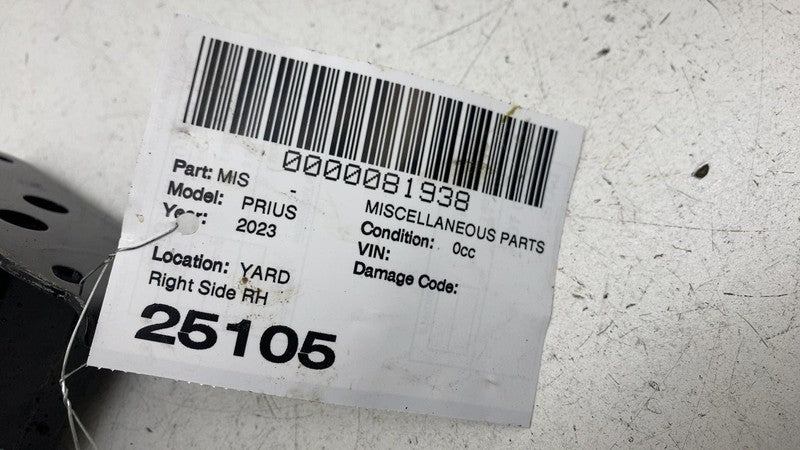 0000081938
Part: MIS - MISCELLANEOUS PARTS
Model: PRIUS Condition: 0cc
Year: 2023 VIN:
Damage Code:
Location: YARD
Right Side RH
25105